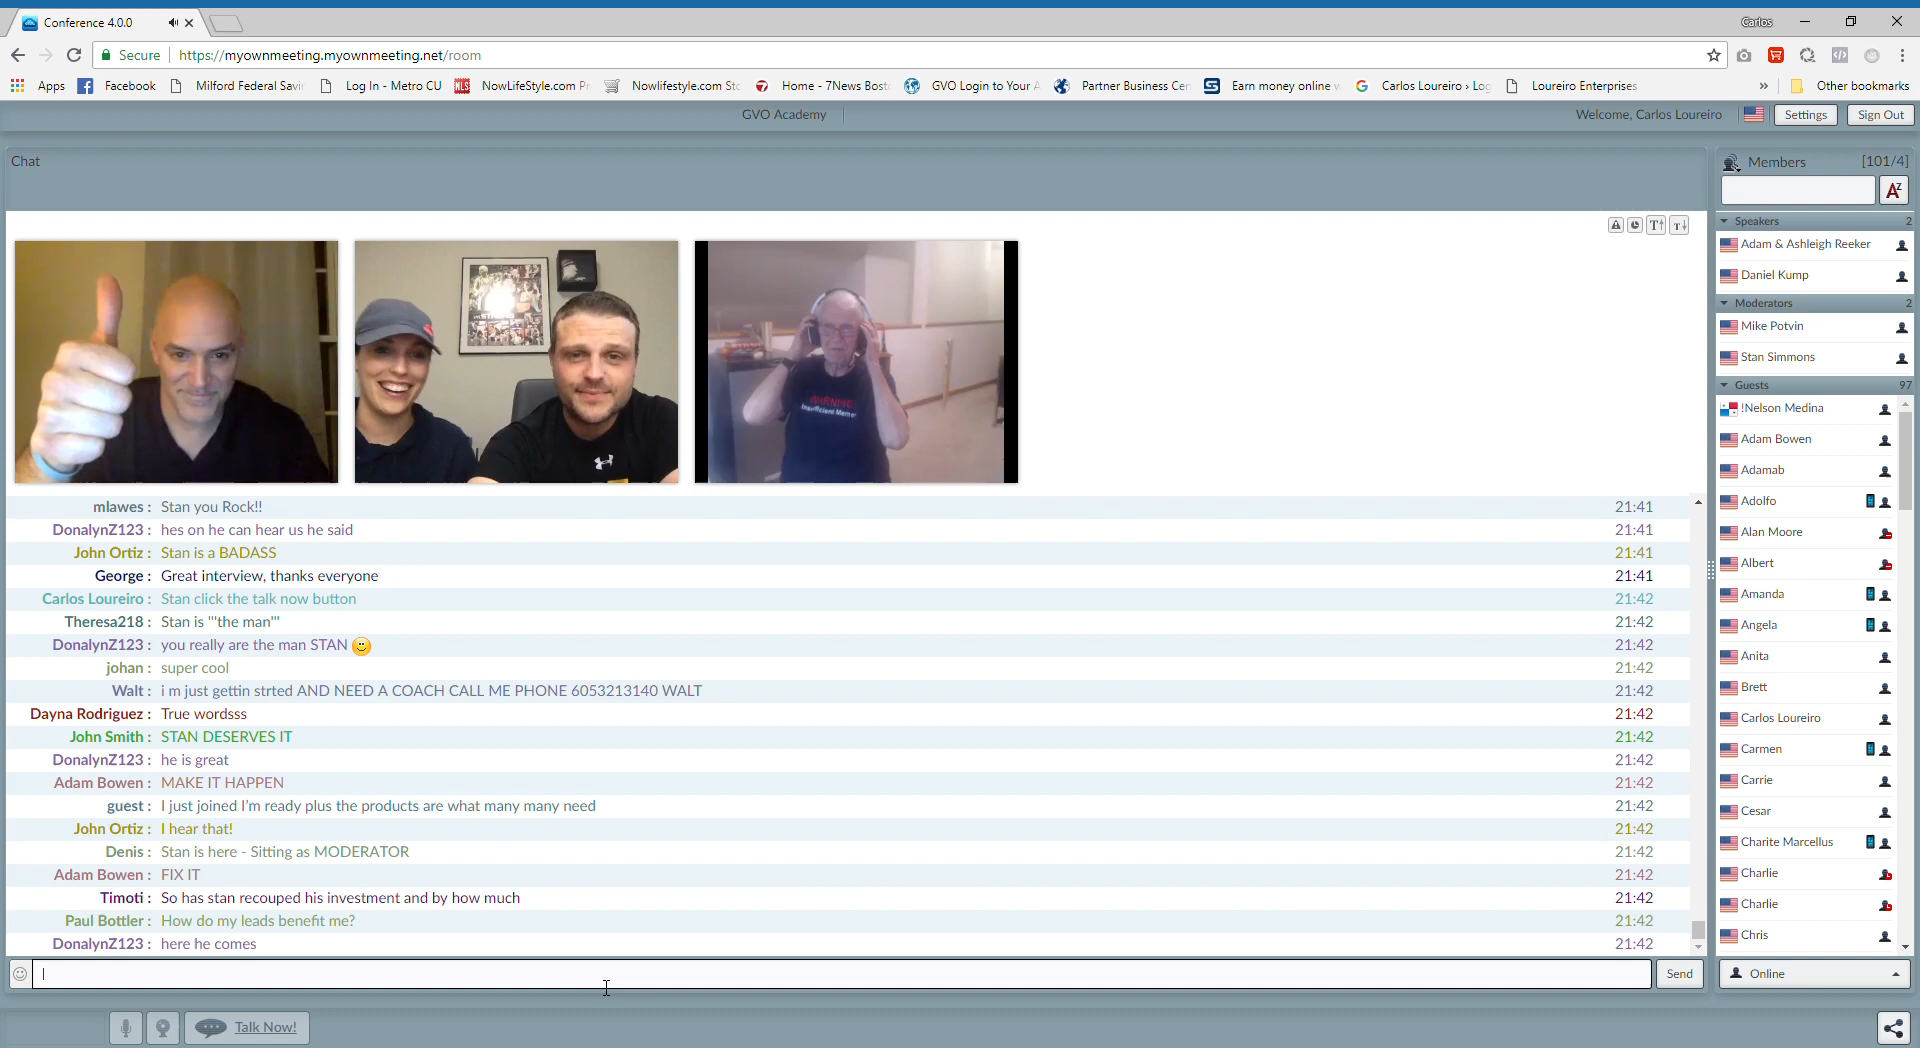 Conference 4.0.0
Carlos
Secure
https://myownmeeting.myownmeeting.net/room
Apps
Facebook
Milford Federal Savi
Log In - Metro CU
NowLifeStyle.com P
Nowlifestyle.com Sto
Home - 7News Bost
GVO Login to Your A
Partner Business Cen
Earn money online w
Carlos Loureiro › Log
Loureiro Enterprises
»
Other bookmarks
GVO Academy
Welcome, Carlos Loureiro
Settings
Sign Out
Chat
WARNING
Insufficient Memory
mlawes : Stan you Rock!! 21:41
DonalynZ123 : hes on he can hear us he said 21:41
John Ortiz : Stan is a BADASS 21:41
George : Great interview, thanks everyone 21:41
Carlos Loureiro : Stan click the talk now button 21:42
Theresa218 : Stan is '"the man"' 21:42
DonalynZ123 : you really are the man STAN 21:42
johan : super cool 21:42
Walt : i m just gettin strted AND NEED A COACH CALL ME PHONE 6053213140 WALT 21:42
Dayna Rodriguez : True wordsss 21:42
John Smith : STAN DESERVES IT 21:42
DonalynZ123 : he is great 21:42
Adam Bowen : MAKE IT HAPPEN 21:42
guest : I just joined I'm ready plus the products are what many many need 21:42
John Ortiz : I hear that! 21:42
Denis : Stan is here - Sitting as MODERATOR 21:42
Adam Bowen : FIX IT 21:42
Timoti : So has stan recouped his investment and by how much 21:42
Paul Bottler : How do my leads benefit me? 21:42
DonalynZ123 : here he comes 21:42
Send
Talk Now!
Members [101/4]
Speakers 2
Adam & Ashleigh Reeker
Daniel Kump
Moderators 2
Mike Potvin
Stan Simmons
Guests 97
!Nelson Medina
Adam Bowen
Adamab
Adolfo
Alan Moore
Albert
Amanda
Angela
Anita
Brett
Carlos Loureiro
Carmen
Carrie
Cesar
Charite Marcellus
Charlie
Charlie
Chris
Online